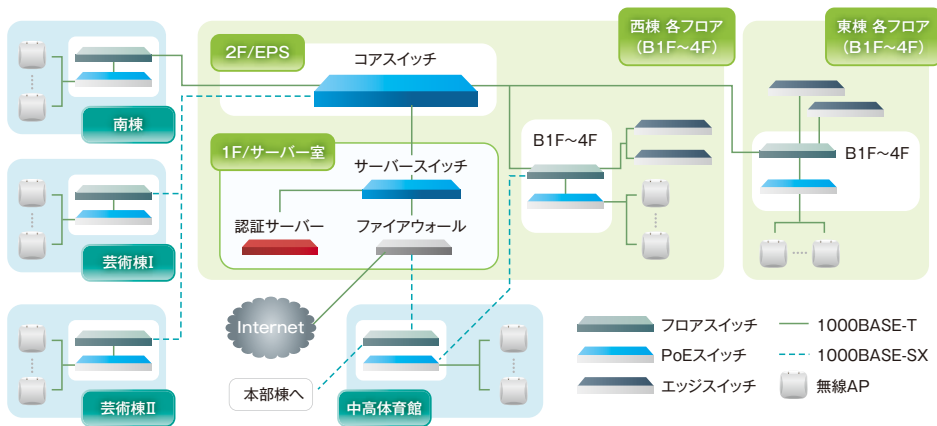 2F/EPS
コアスイッチ
西棟 各フロア
（B1F〜4F）
東棟 各フロア
（B1F〜4F）
南棟
1F/サーバー室
サーバースイッチ
認証サーバー
ファイアウォール
B1F〜4F
B1F〜4F
芸術棟I
Internet
芸術棟II
本部棟へ
中高体育館
フロアスイッチ
1000BASE-T
PoEスイッチ
1000BASE-SX
エッジスイッチ
無線AP